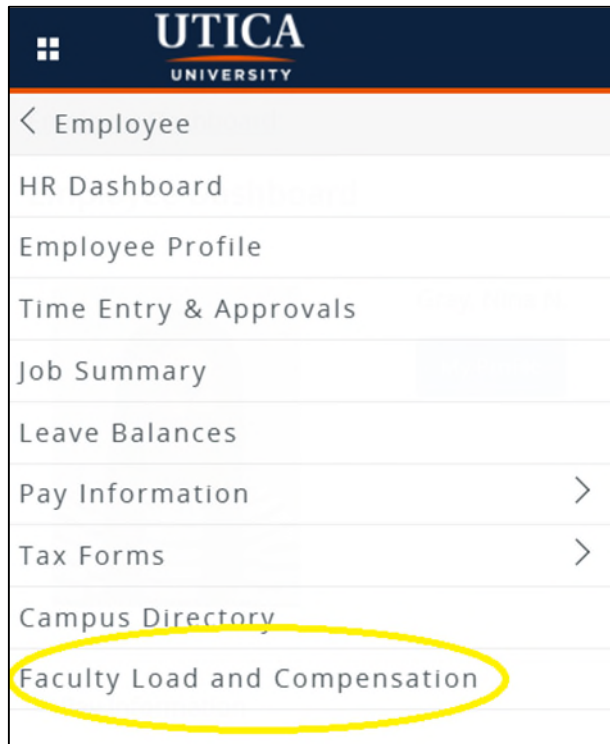 UTICA
UNIVERSITY
Employee
HR Dashboard
Employee Profile
Time Entry & Approvals
Job Summary
Leave Balances
Pay Information
Tax Forms
Campus Directory
Faculty Load and Compensation